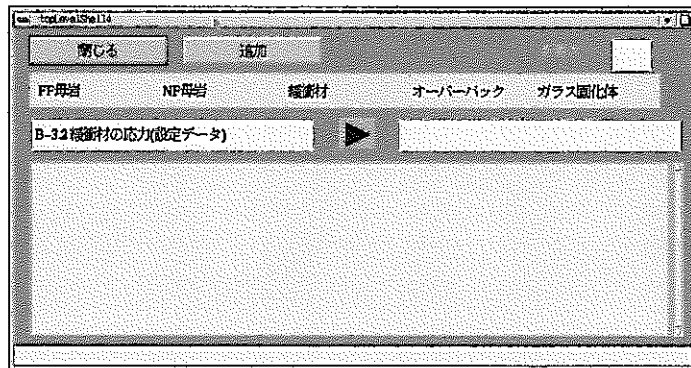 topLevelShell4
閉じる 追加
FF母岩 NF母岩 緩衝材 オーバーパック ガラス固化体
B-3.2 緩衝材の応力(設定データ)